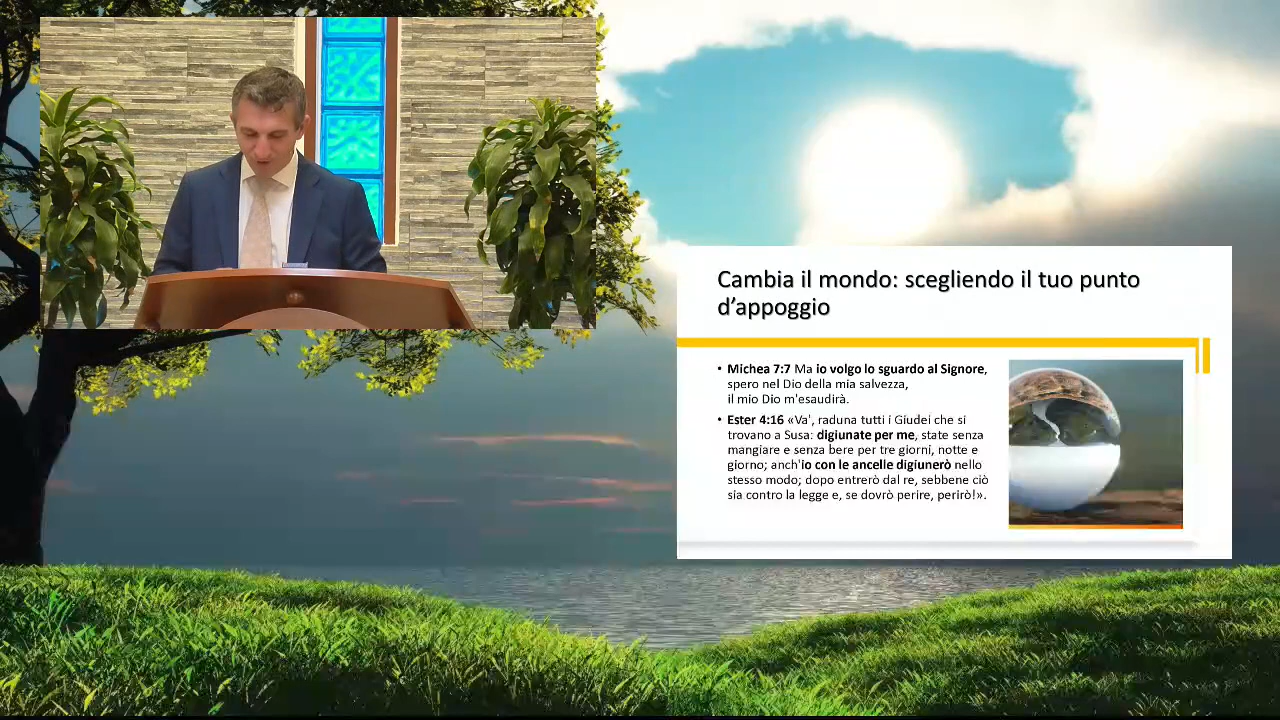 Cambia il mondo: scegliendo il tuo punto
d'appoggio
• Michea 7:7 Ma io volgo lo sguardo al Signore,
spero nel Dio della mia salvezza,
il mio Dio m'esaudirà.
• Ester 4:16 «Va', raduna tutti i Giudei che si
trovano a Susa: digiunate per me, state senza
mangiare e senza bere per tre giorni, notte e
giorno; anch'io con le ancelle digiunerò nello
stesso modo; dopo entrerò dal re, sebbene ciò
sia contro la legge e, se dovrò perire, perirò!».